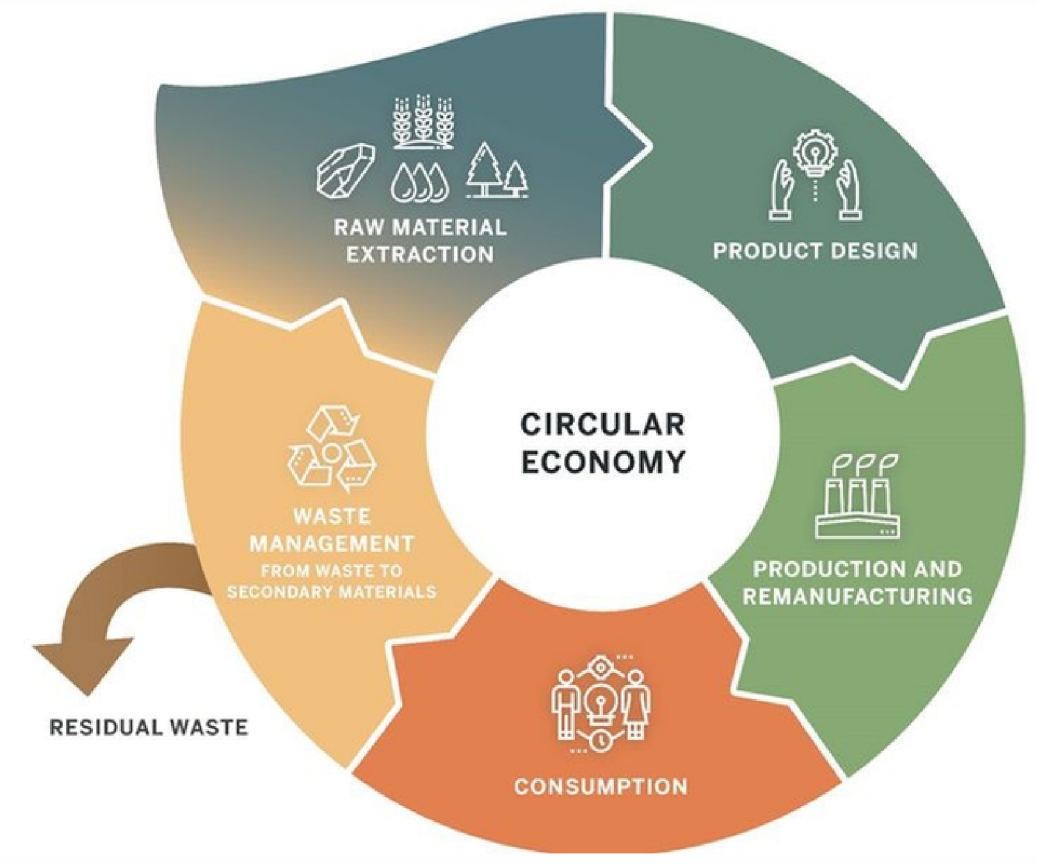 RAW MATERIAL
EXTRACTION
PRODUCT DESIGN
CIRCULAR
ECONOMY
PRODUCTION AND
REMANUFACTURING
CONSUMPTION
WASTE
MANAGEMENT
FROM WASTE TO
SECONDARY MATERIALS
RESIDUAL WASTE